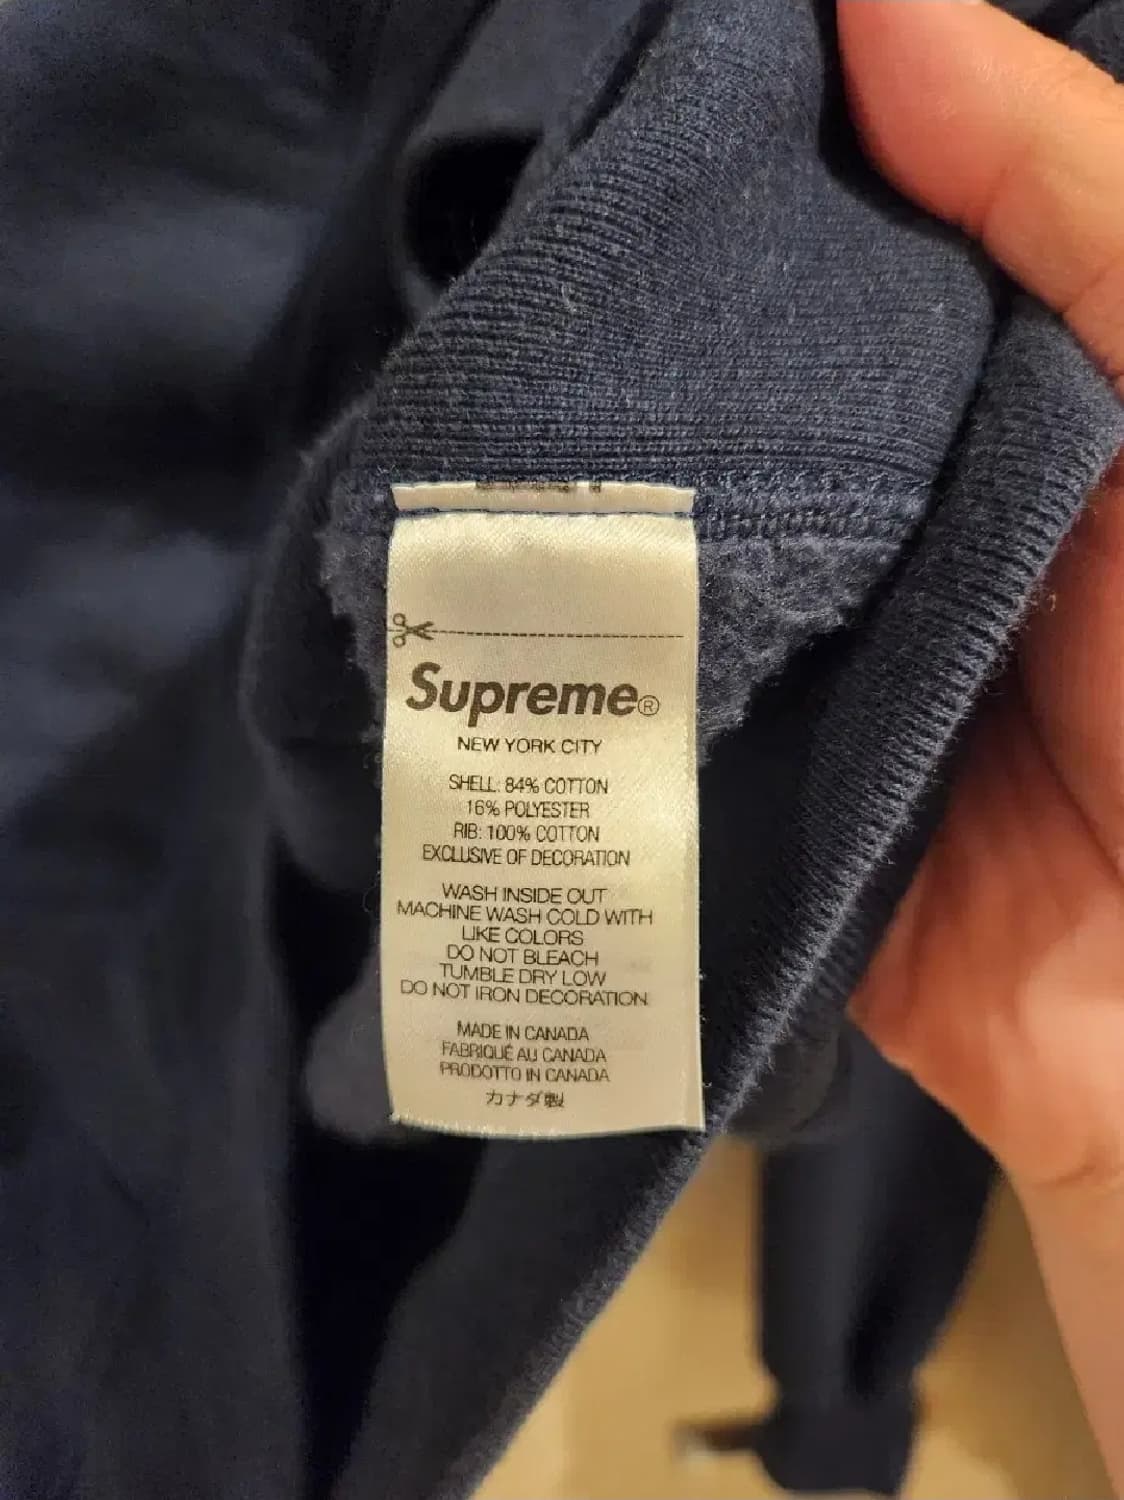 Supreme®
NEW YORK CITY
SHELL: 84% COTTON
16% POLYESTER
RIB: 100% COTTON
EXCLUSIVE OF DECORATION
WASH INSIDE OUT
MACHINE WASH COLD WITH
LIKE COLORS
DO NOT BLEACH
TUMBLE DRY LOW
DO NOT IRON DECORATION
MADE IN CANADA
FABRIQUÉ AU CANADA
PRODOTTO IN CANADA
カナダ製